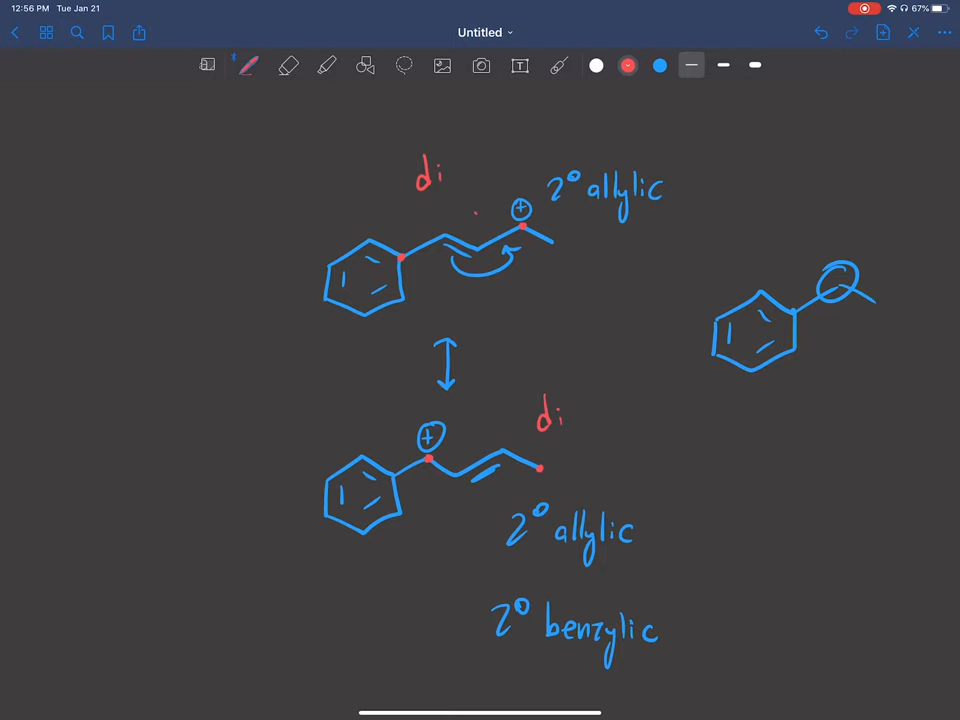 12:56 PM Tue Jan 21
67%
Untitled
T
di
2° allylic
+
+
di
2° allylic
2° benzylic